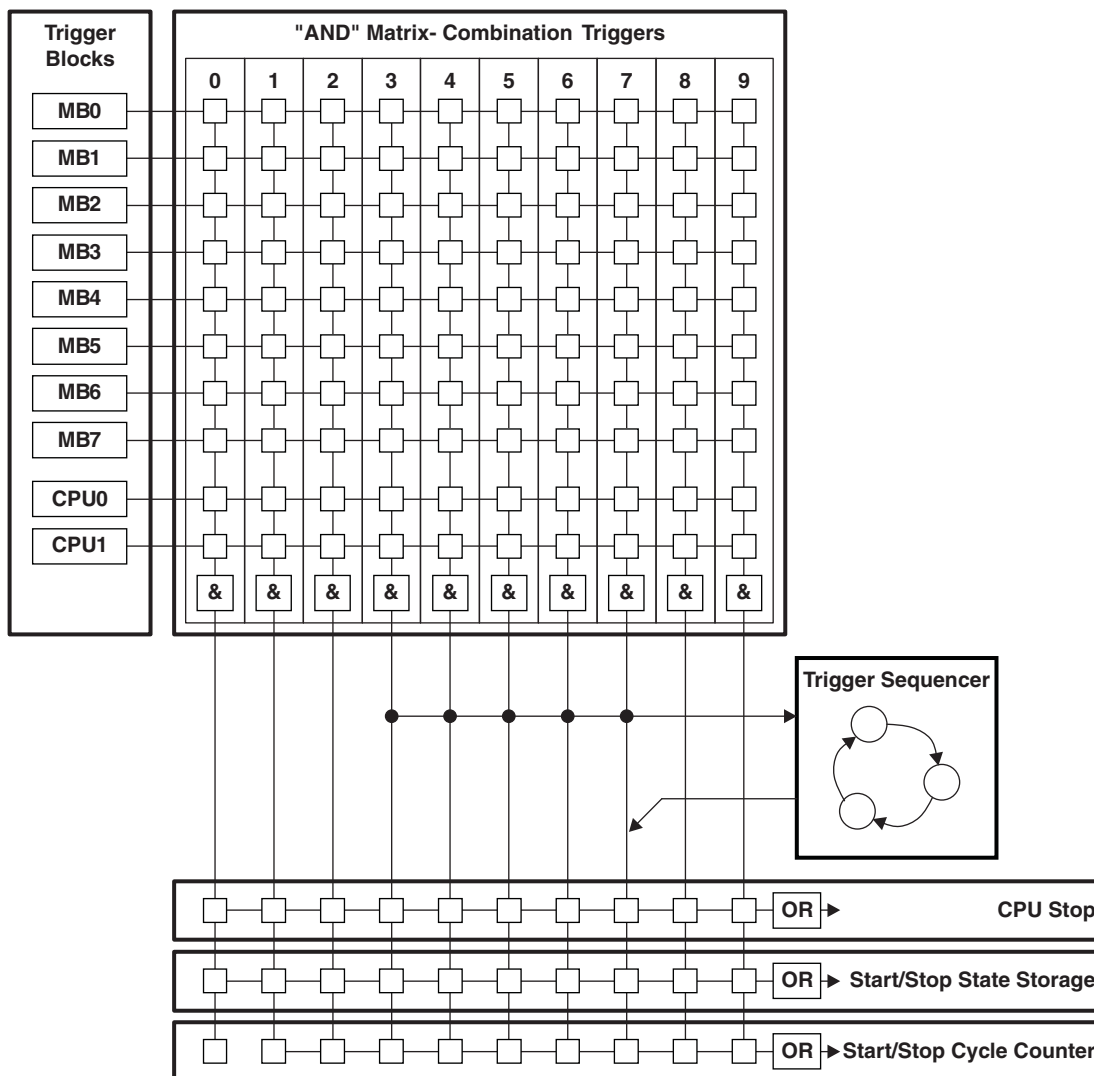 Trigger
Blocks
"AND" Matrix- Combination Triggers
0 1 2 3 4 5 6 7 8 9
MB0
MB1
MB2
MB3
MB4
MB5
MB6
MB7
CPU0
CPU1
& & & & & & & & & &
Trigger Sequencer
OR CPU Stop
OR Start/Stop State Storage
OR Start/Stop Cycle Counter